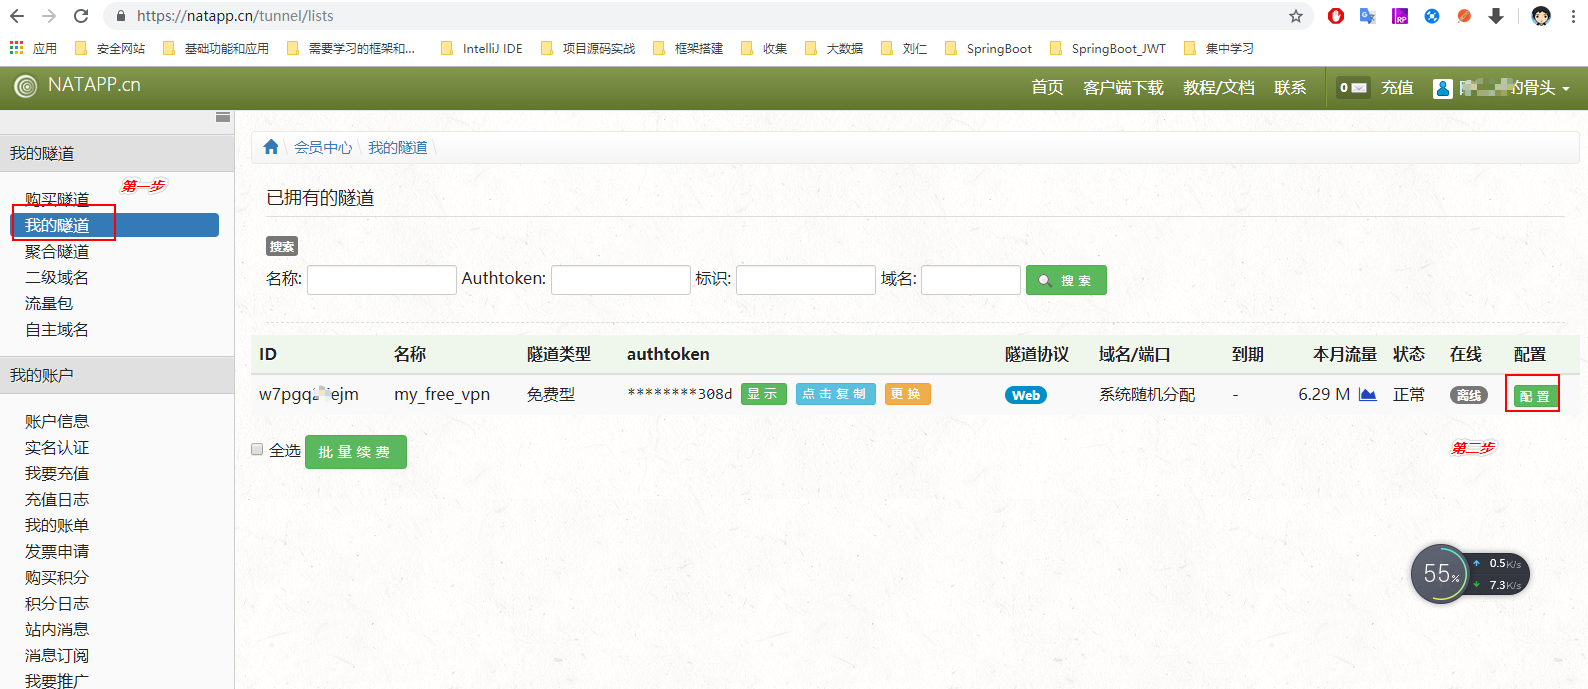 https://natapp.cn/tunnel/lists
应用 安全网站 基础功能和应用 需要学习的框架和... IntelliJ IDE 项目源码实战 框架搭建 收集 大数据 刘仁 SpringBoot SpringBoot_JWT 集中学习
NATAPP.cn 首页 客户端下载 教程/文档 联系 0 充值 的骨头
我的隧道
购买隧道
第一步
我的隧道
聚合隧道
二级域名
流量包
自主域名
我的账户
账户信息
实名认证
我要充值
充值日志
我的账单
发票申请
购买积分
积分日志
站内消息
消息订阅
我要推广
会员中心 \ 我的隧道 \
已拥有的隧道
搜索
名称: Authtoken: 标识: 域名: 搜 索
ID 名称 隧道类型 authtoken 隧道协议 域名/端口 到期 本月流量 状态 在线 配置
w7pgq ejm my_free_vpn 免费型 ********308d 显示 点击复制 更换 Web 系统随机分配 - 6.29 M 正常 离线 配置
全选 批量续费
第二步
55% 0.5K/s
7.3K/s